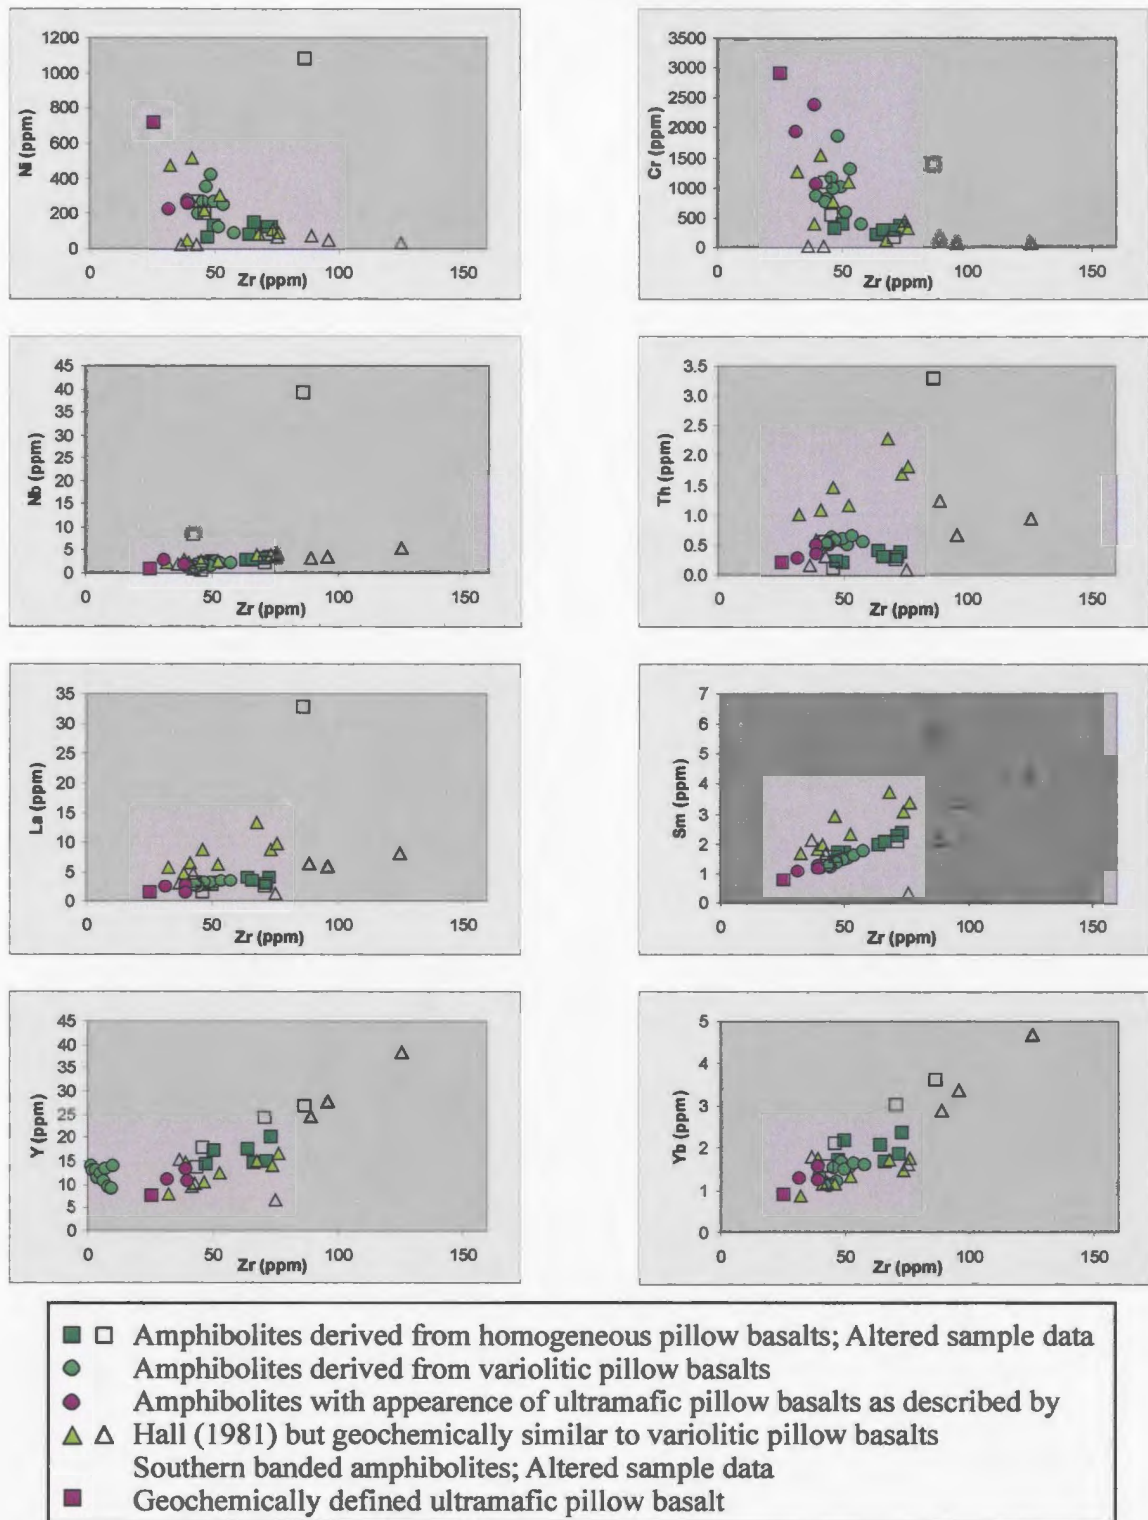 1200
1000
800
600
400
200
0
Ni (ppm)
0 50 100 150
Zr (ppm)
3500
3000
2500
2000
1500
1000
500
0
Cr (ppm)
0 50 100 150
Zr (ppm)
45
40
35
30
25
20
15
10
5
0
Nb (ppm)
0 50 100 150
Zr (ppm)
3.5
3.0
2.5
2.0
1.5
1.0
0.5
0.0
Th (ppm)
0 50 100 150
Zr (ppm)
35
30
25
20
15
10
5
0
La (ppm)
0 50 100 150
Zr (ppm)
7
6
5
4
3
2
1
0
Sm (ppm)
0 50 100 150
Zr (ppm)
45
40
35
30
25
20
15
10
5
0
Y (ppm)
0 50 100 150
Zr (ppm)
5
4
3
2
1
0
Yb (ppm)
0 50 100 150
Zr (ppm)
Amphibolites derived from homogeneous pillow basalts; Altered sample data
Amphibolites derived from variolitic pillow basalts
Amphibolites with appearence of ultramafic pillow basalts as described by
Hall (1981) but geochemically similar to variolitic pillow basalts
Southern banded amphibolites; Altered sample data
Geochemically defined ultramafic pillow basalt